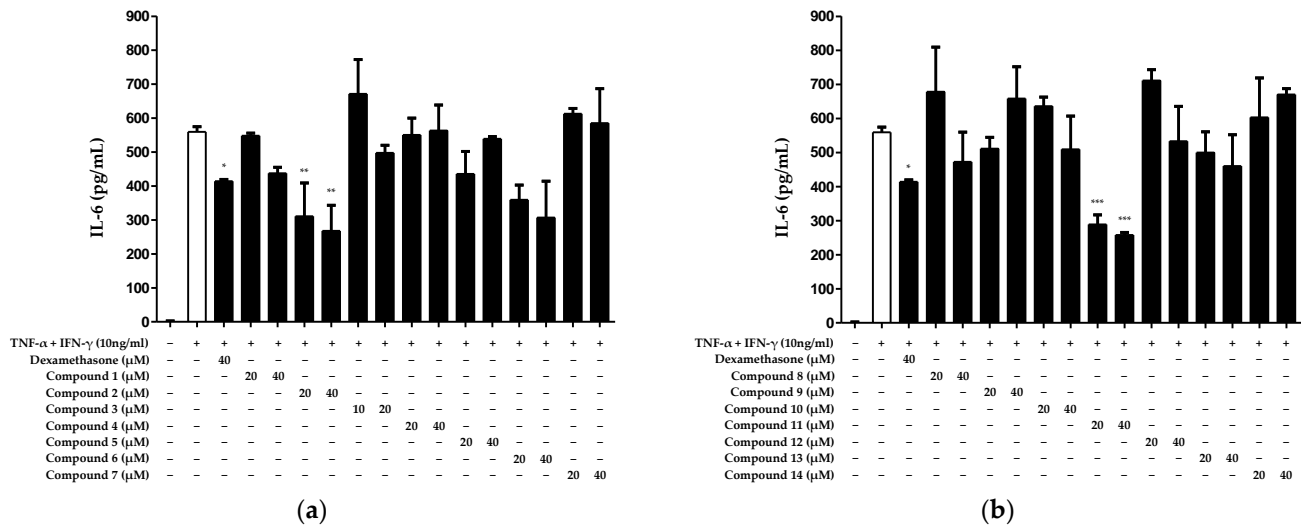 900
800
700
600
500
400
300
200
100
0
IL-6 (pg/mL)
*
**
**
TNF-α + IFN-γ (10ng/ml) – + + + + + + + + + + + + + + + +
Dexamethasone (μM) – – 40 – – – – – – – – – – – – – –
Compound 1 (μM) – – – 20 40 – – – – – – – – – – – –
Compound 2 (μM) – – – – – 20 40 – – – – – – – – – –
Compound 3 (μM) – – – – – – – 10 20 – – – – – – – –
Compound 4 (μM) – – – – – – – – – 20 40 – – – – – –
Compound 5 (μM) – – – – – – – – – – – 20 40 – – – –
Compound 6 (μM) – – – – – – – – – – – – – 20 40 – –
Compound 7 (μM) – – – – – – – – – – – – – – – 20 40
(a)
900
800
700
600
500
400
300
200
100
0
IL-6 (pg/mL)
*
***
***
TNF-α + IFN-γ (10ng/ml) – + + + + + + + + + + + + + + + +
Dexamethasone (μM) – – 40 – – – – – – – – – – – – – –
Compound 8 (μM) – – – 20 40 – – – – – – – – – – – –
Compound 9 (μM) – – – – – 20 40 – – – – – – – – – –
Compound 10 (μM) – – – – – – – 20 40 – – – – – – – –
Compound 11 (μM) – – – – – – – – – 20 40 – – – – – –
Compound 12 (μM) – – – – – – – – – – – 20 40 – – – –
Compound 13 (μM) – – – – – – – – – – – – – 20 40 – –
Compound 14 (μM) – – – – – – – – – – – – – – – 20 40
(b)